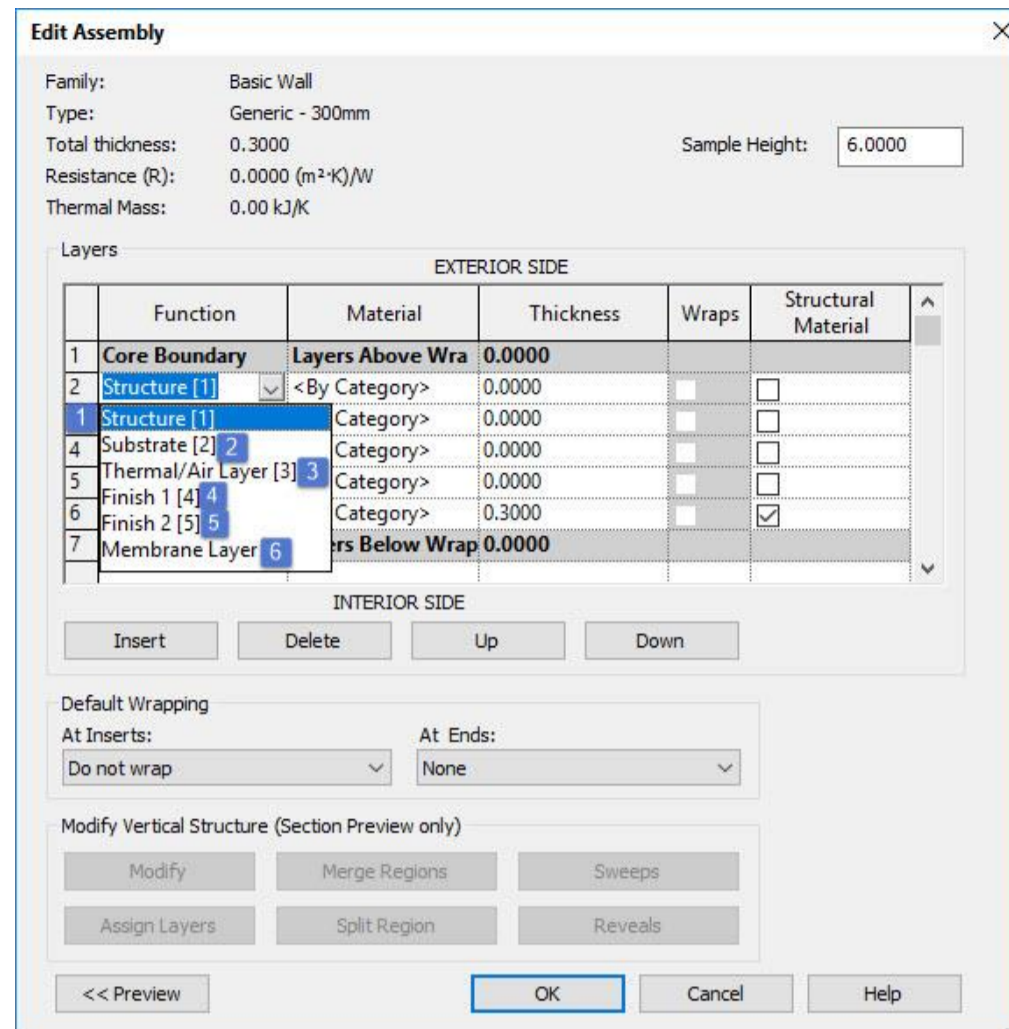 Edit Assembly
Family: Basic Wall
Type: Generic - 300mm
Total thickness: 0.3000 Sample Height: 6.0000
Resistance (R): 0.0000 (m²·K)/W
Thermal Mass: 0.00 kJ/K
Layers
EXTERIOR SIDE
Function Material Thickness Wraps Structural Material
1 Core Boundary Layers Above Wra 0.0000
2 Structure [1] <By Category> 0.0000
1 Structure [1] Category> 0.0000
4 Substrate [2] 2 Category> 0.0000
5 Thermal/Air Layer [3] 3 Category> 0.0000
Finish 1 [4] 4
6 Finish 2 [5] 5 Category> 0.3000
7 Membrane Layer 6 ers Below Wrap 0.0000
INTERIOR SIDE
Insert Delete Up Down
Default Wrapping
At Inserts: At Ends:
Do not wrap None
Modify Vertical Structure (Section Preview only)
Modify Merge Regions Sweeps
Assign Layers Split Region Reveals
<< Preview OK Cancel Help